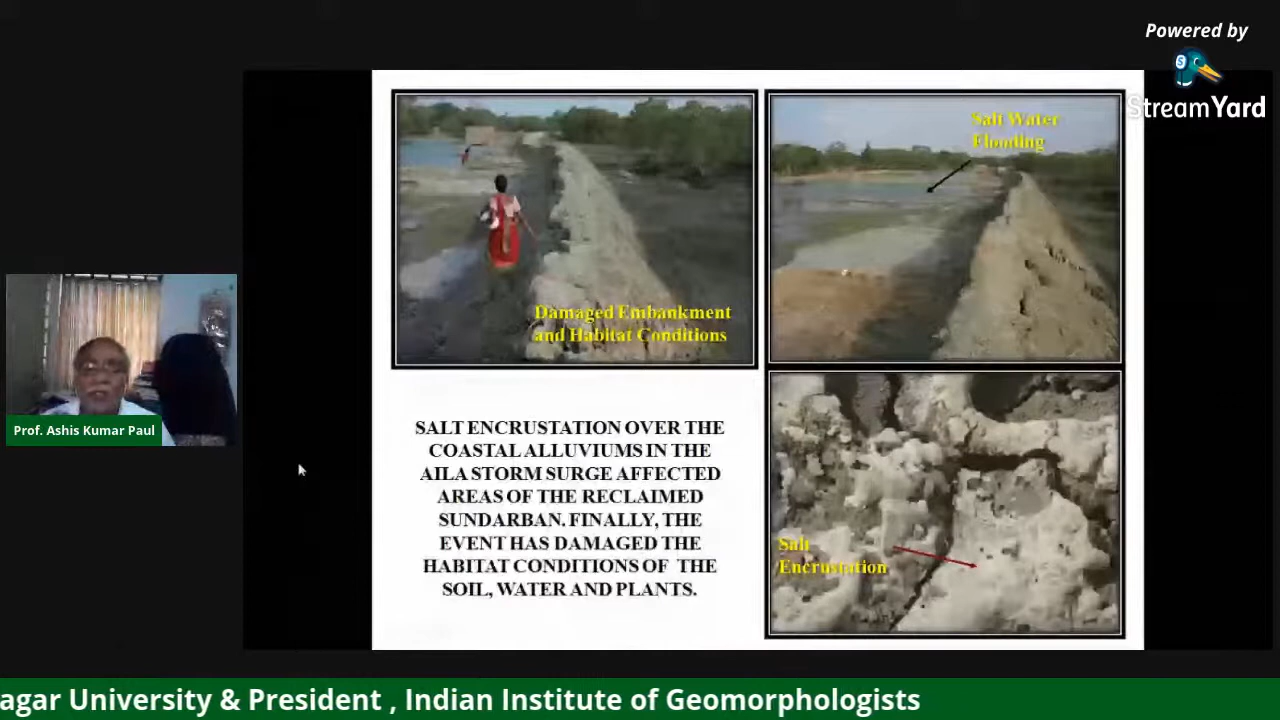 Powered by
StreamYard
Salt Water
Flooding
Damaged Embankment
and Habitat Conditions
SALT ENCRUSTATION OVER THE
COASTAL ALLUVIUMS IN THE
AILA STORM SURGE AFFECTED
AREAS OF THE RECLAIMED
SUNDARBAN. FINALLY, THE
EVENT HAS DAMAGED THE
HABITAT CONDITIONS OF THE
SOIL, WATER AND PLANTS.
Salt
Encrustation
Prof. Ashis Kumar Paul
agar University & President , Indian Institute of Geomorphologists